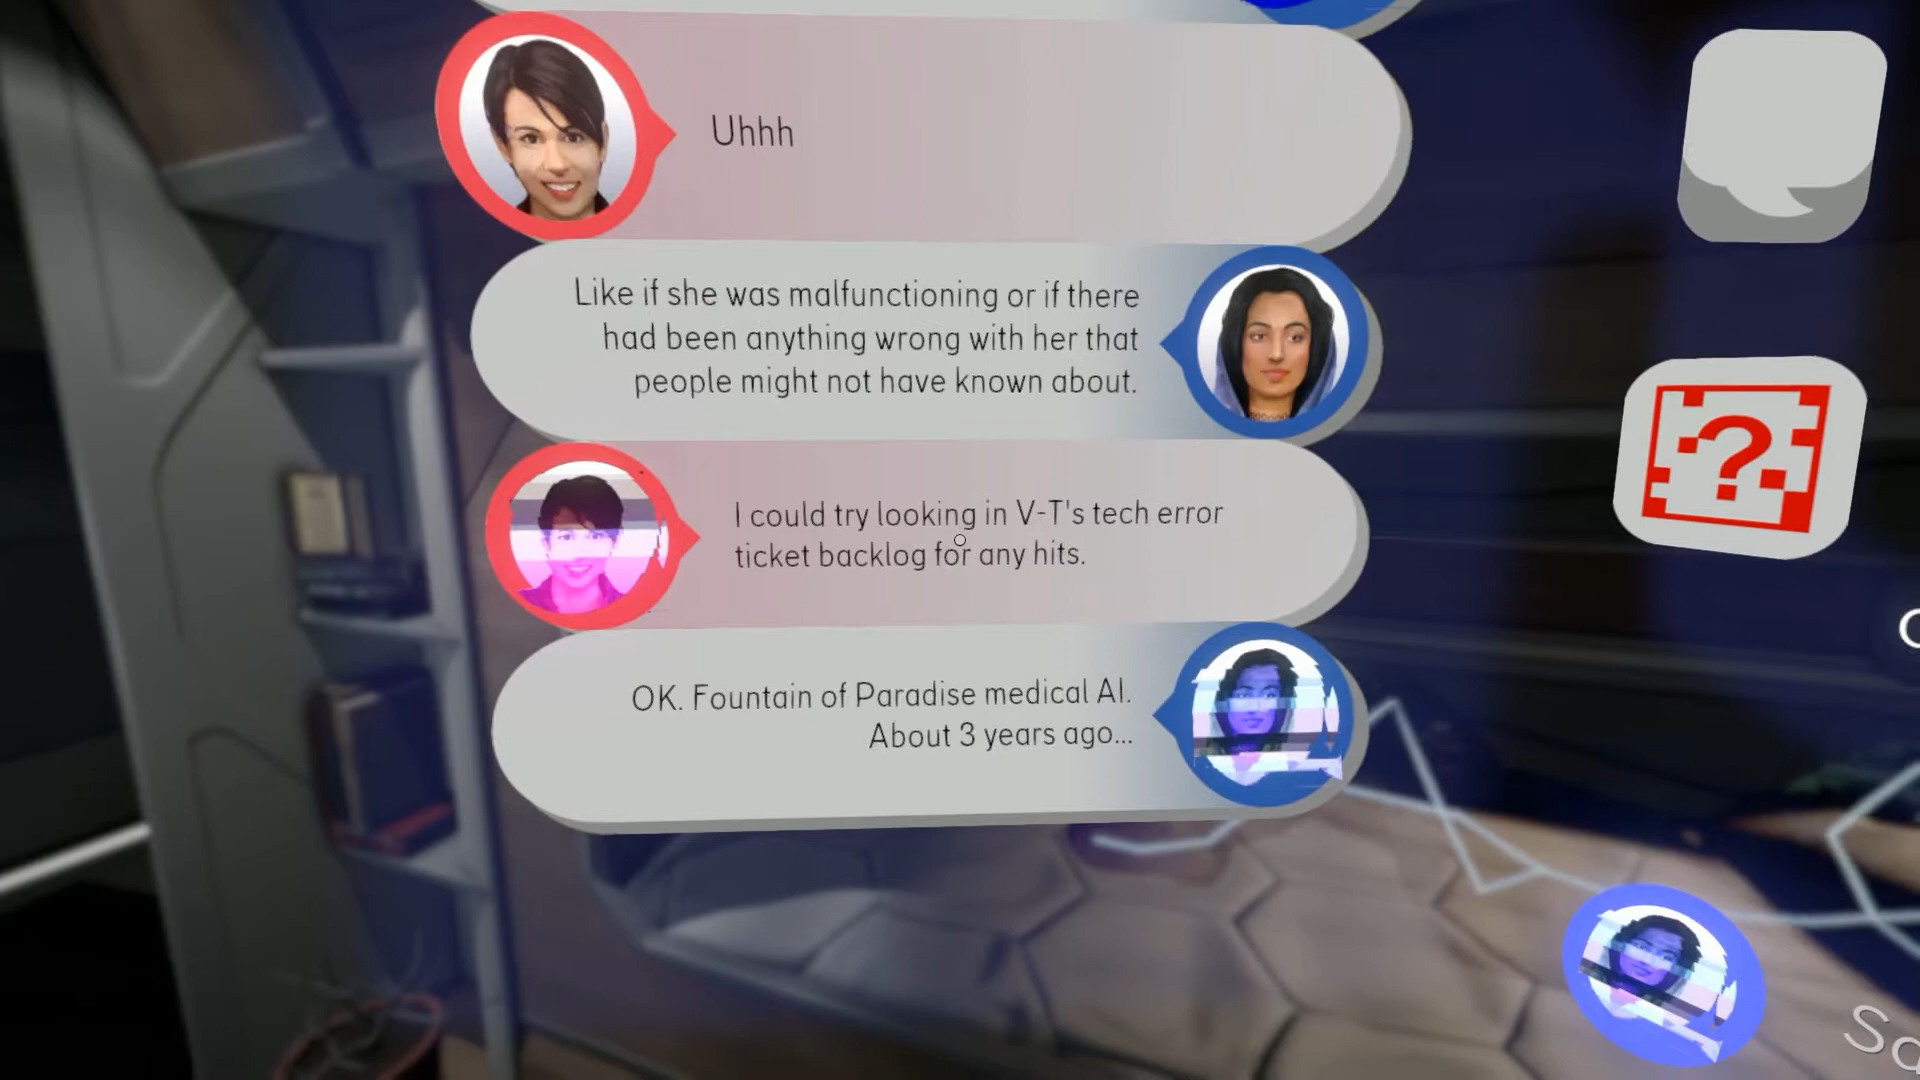 Uhhh
Like if she was malfunctioning or if there
had been anything wrong with her that
people might not have known about.
?
I could try looking in V-T's tech error
ticket backlog for any hits.
OK. Fountain of Paradise medical AI.
About 3 years ago...